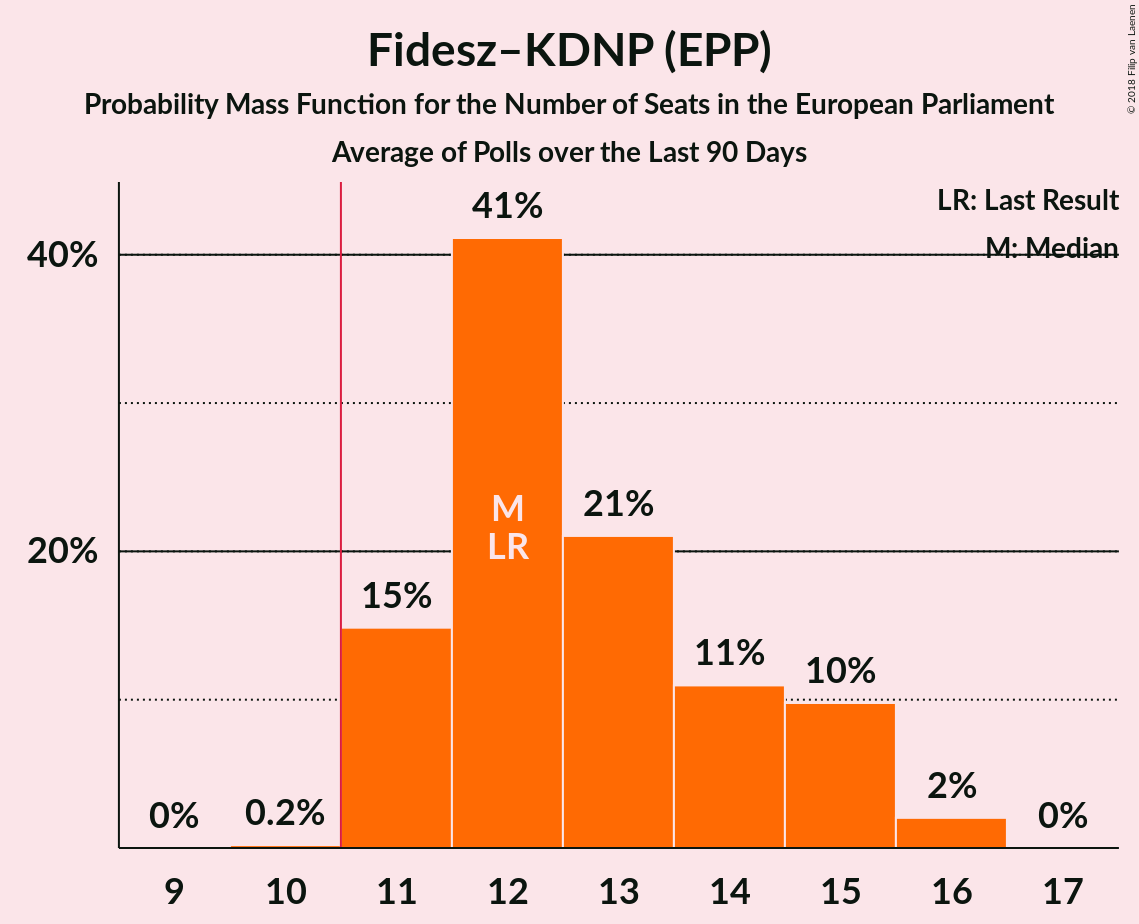 Fidesz–KDNP (EPP)
Probability Mass Function for the Number of Seats in the European Parliament
Average of Polls over the Last 90 Days
© 2018 Filip van Laenen
LR: Last Result
M: Median
40%
20%
0%
0.2%
15%
41%
21%
11%
10%
2%
0%
M
LR
9 10 11 12 13 14 15 16 17